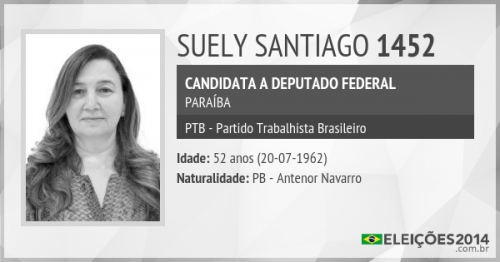 SUELY SANTIAGO 1452
CANDIDATA A DEPUTADO FEDERAL
PARAÍBA
PTB - Partido Trabalhista Brasileiro
Idade: 52 anos (20-07-1962)
Naturalidade: PB - Antenor Navarro
ELEIÇÕES2014
.com.br